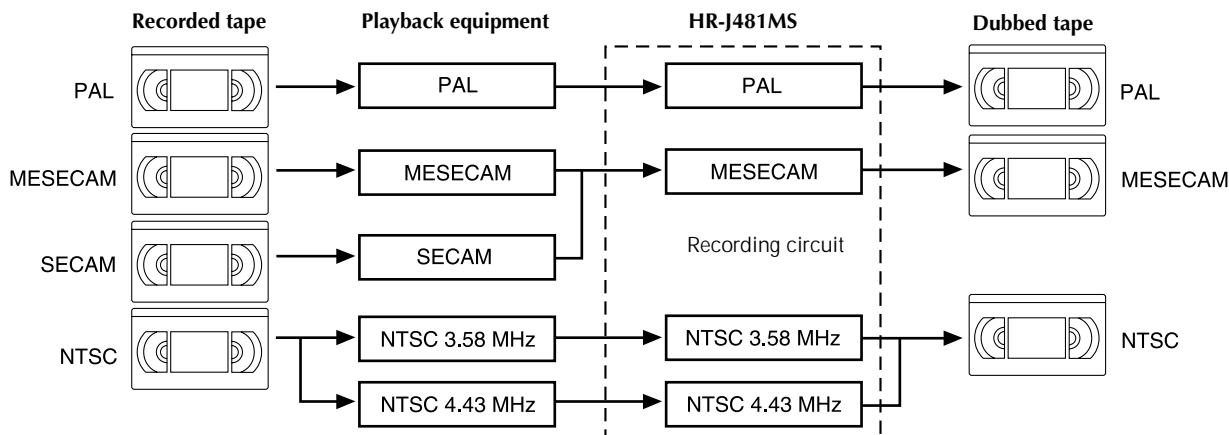 Recorded tape Playback equipment HR-J481MS Dubbed tape
PAL PAL PAL PAL
MESECAM MESECAM MESECAM MESECAM
SECAM SECAM Recording circuit
NTSC NTSC 3.58 MHz NTSC 3.58 MHz NTSC
NTSC 4.43 MHz NTSC 4.43 MHz